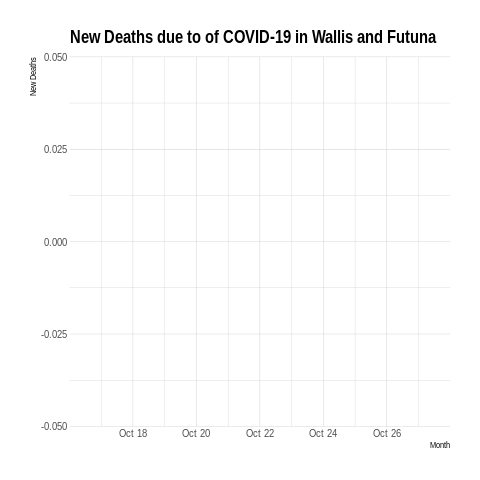 New Deaths due to of COVID-19 in Wallis and Futuna
New Deaths
0.050
0.025
0.000
-0.025
-0.050
Oct 18 Oct 20 Oct 22 Oct 24 Oct 26
Month